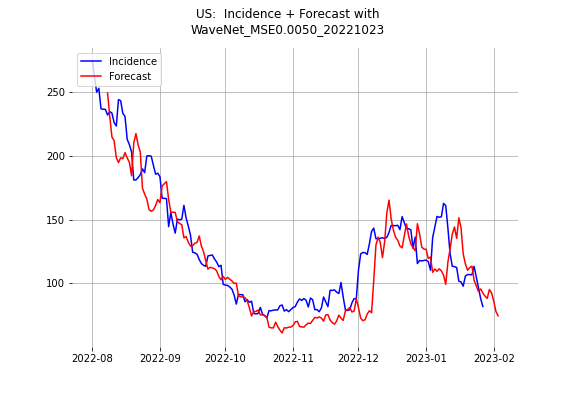 US:  Incidence + Forecast with
WaveNet_MSE0.0050_20221023
Incidence
Forecast
250
200
150
100
2022-08 2022-09 2022-10 2022-11 2022-12 2023-01 2023-02